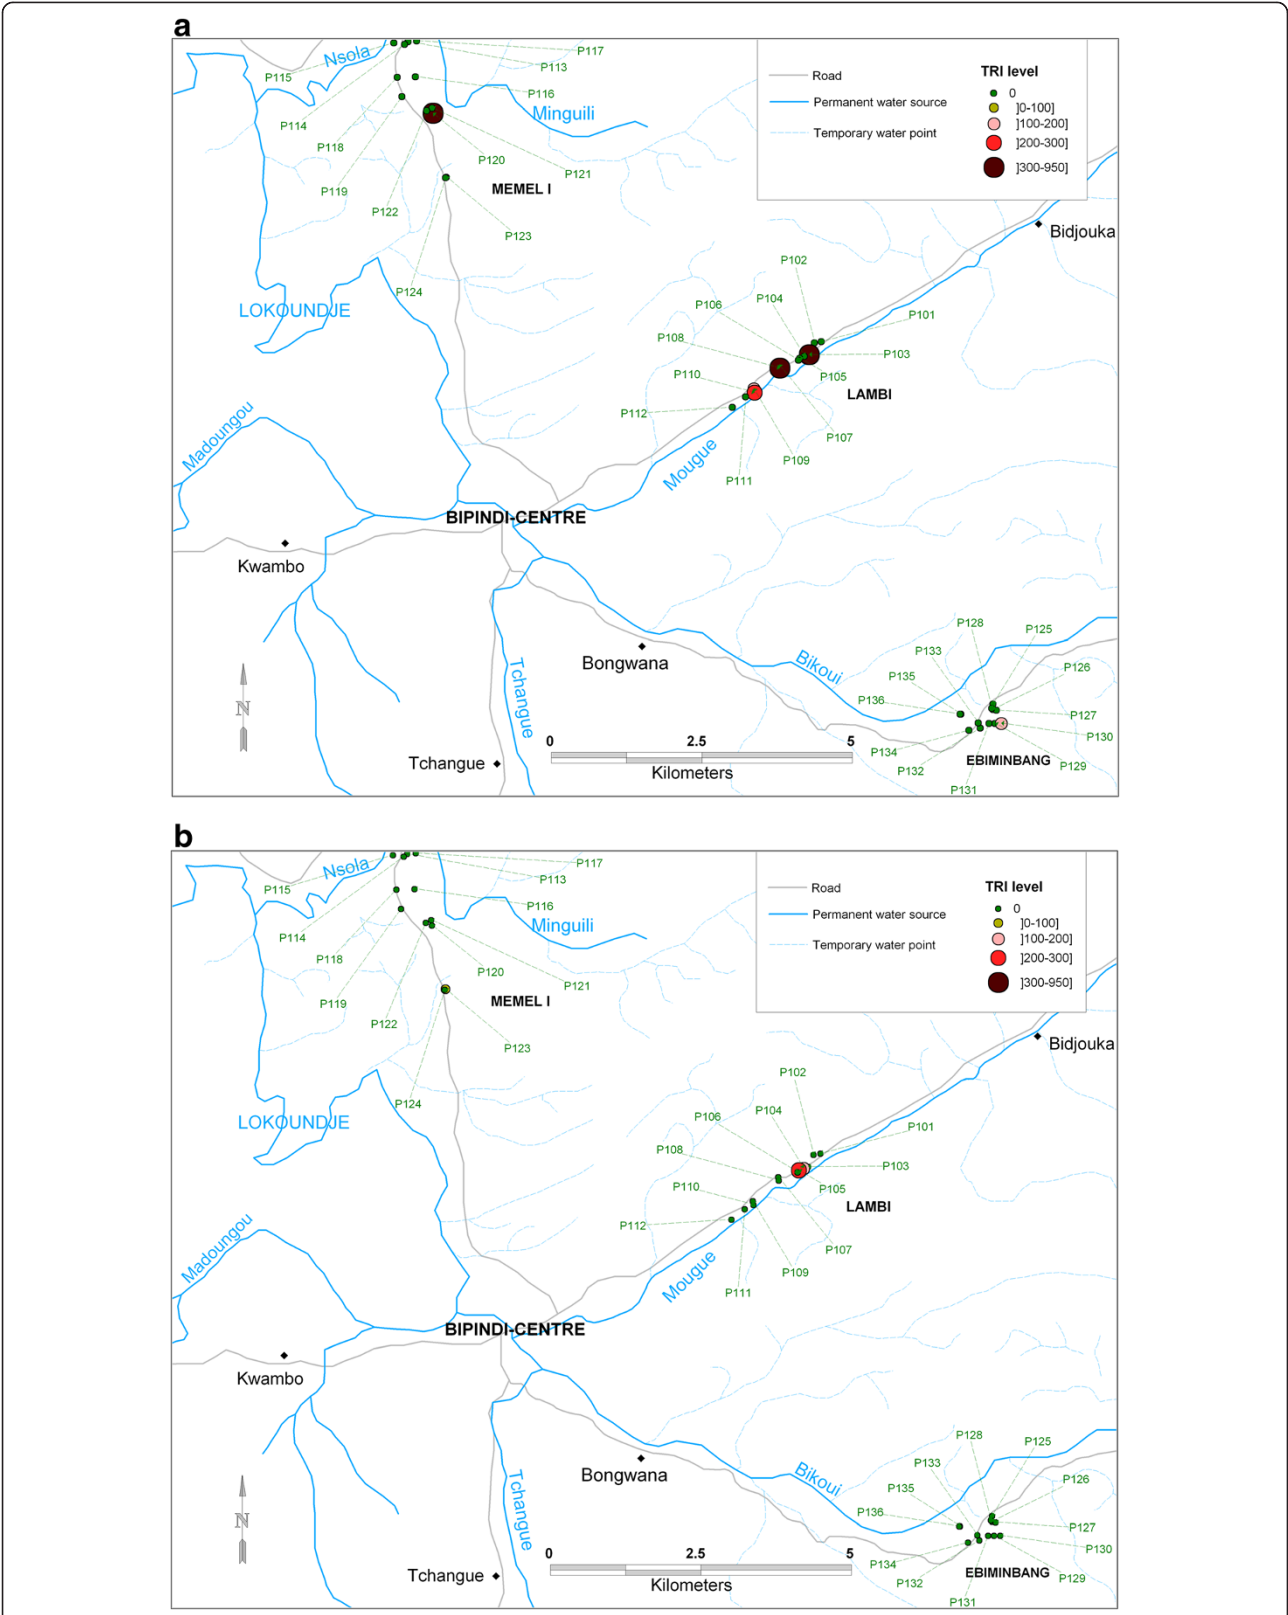 a
Nsola
P117
P115
P113
P116
P114
Minguili
P118
P120
P121
P119
MEMEL I
P122
P123
P124
LOKOUNDJE
Road
Permanent water source
Temporary water point
TRI level
0
]0-100]
]100-200]
]200-300]
]300-950]
Bidjouka
P102
P104
P106
P101
P108
P103
P110
P105
LAMBI
P112
P107
P109
P111
Mougue
Madoungou
BIPINDI-CENTRE
Kwambo
Bongwana
Tchangue
Tchangue
Bikoui
P128
P125
P133
P126
P135
P136
P127
P130
P134
P132
EBIMINBANG
P129
P131
N
0 2.5 5
Kilometers
b
Nsola
P117
P115
P113
P116
P114
Minguili
P118
P120
P121
P119
MEMEL I
P122
P123
P124
LOKOUNDJE
Road
Permanent water source
Temporary water point
TRI level
0
]0-100]
]100-200]
]200-300]
]300-950]
Bidjouka
P102
P104
P106
P101
P108
P103
P110
P105
LAMBI
P112
P107
P109
P111
Mougue
Madoungou
BIPINDI-CENTRE
Kwambo
Bongwana
Tchangue
Tchangue
Bikoui
P128
P125
P133
P126
P135
P136
P127
P130
P134
P132
EBIMINBANG
P129
P131
N
0 2.5 5
Kilometers